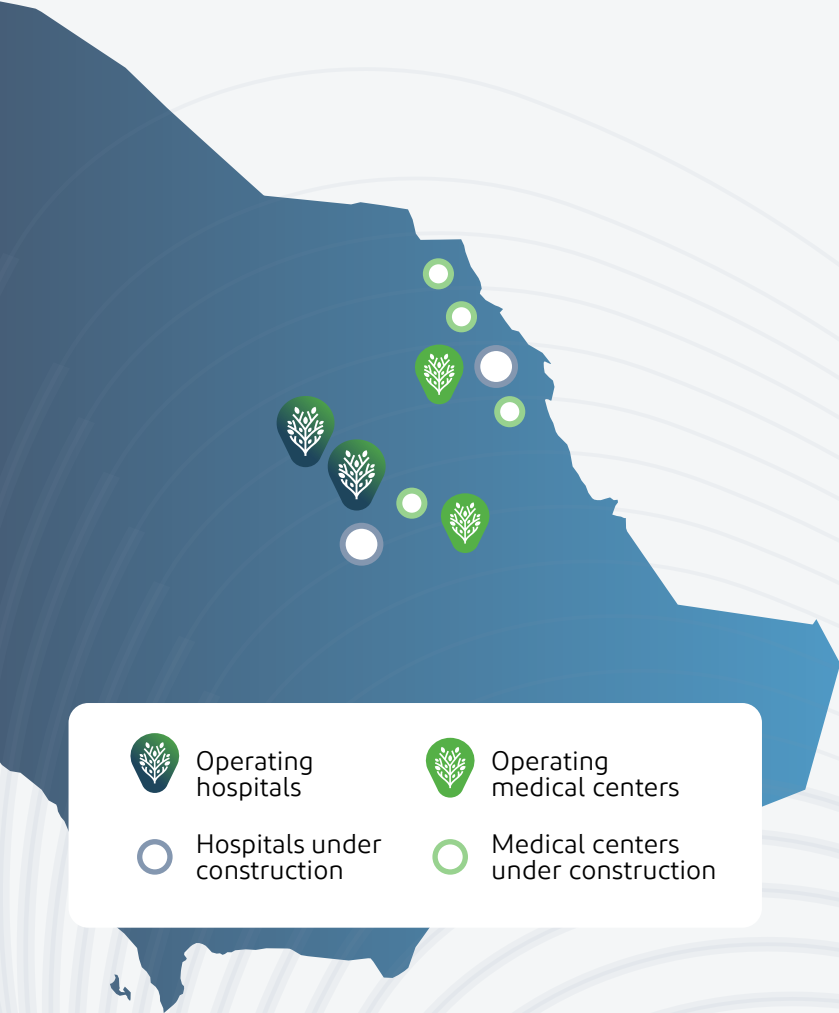 Operating
hospitals
Operating
medical centers
Hospitals under
construction
Medical centers
under construction